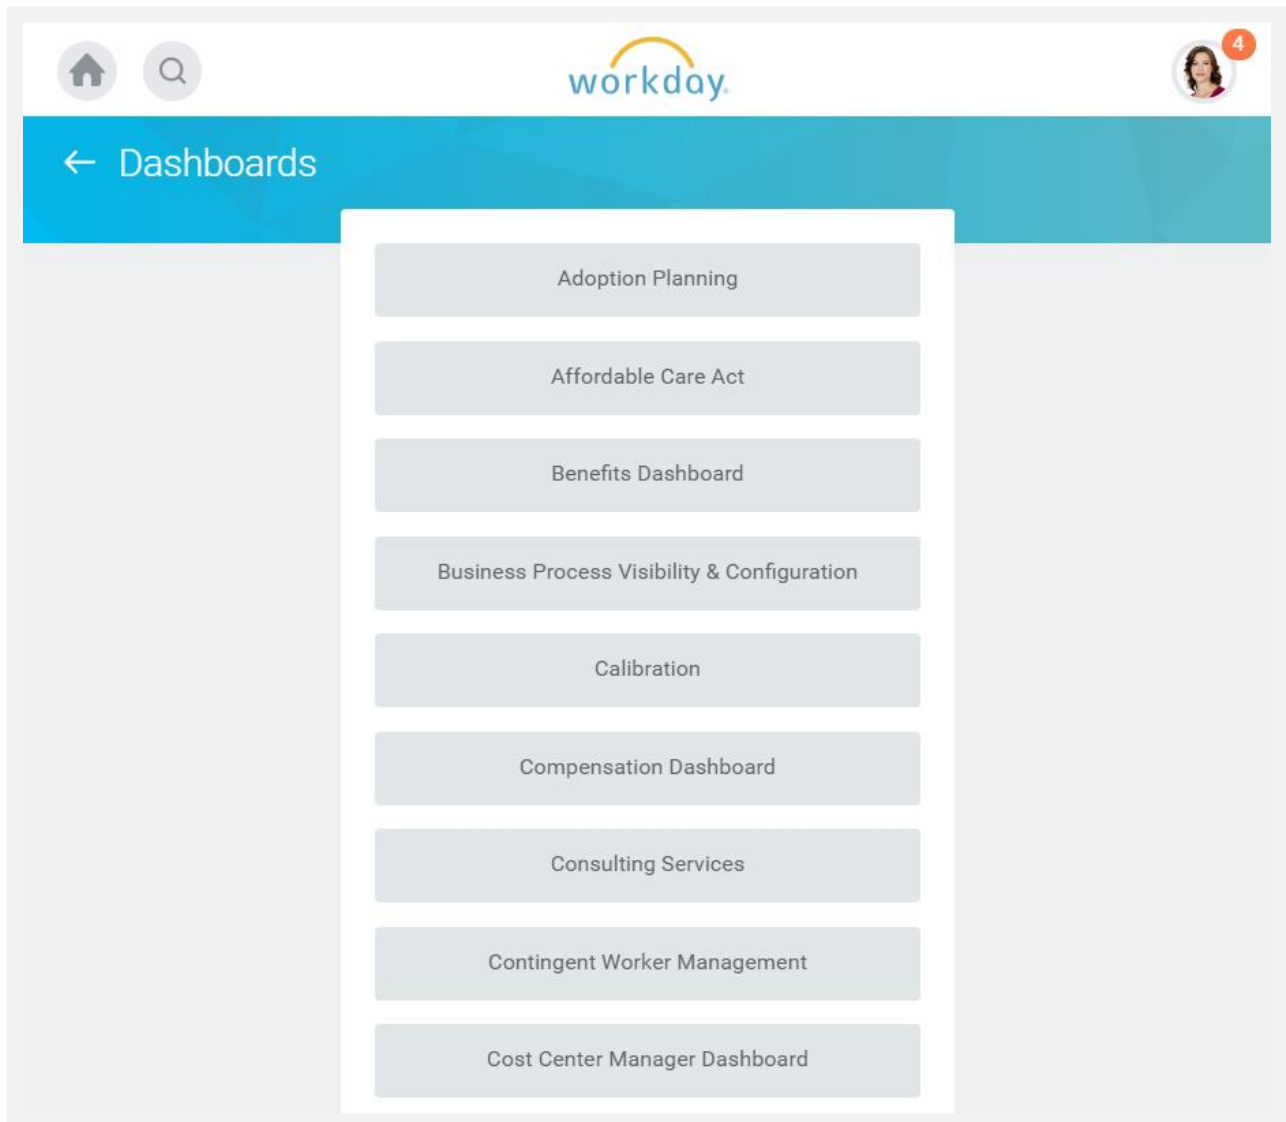 workday.
4
← Dashboards
Adoption Planning
Affordable Care Act
Benefits Dashboard
Business Process Visibility & Configuration
Calibration
Compensation Dashboard
Consulting Services
Contingent Worker Management
Cost Center Manager Dashboard